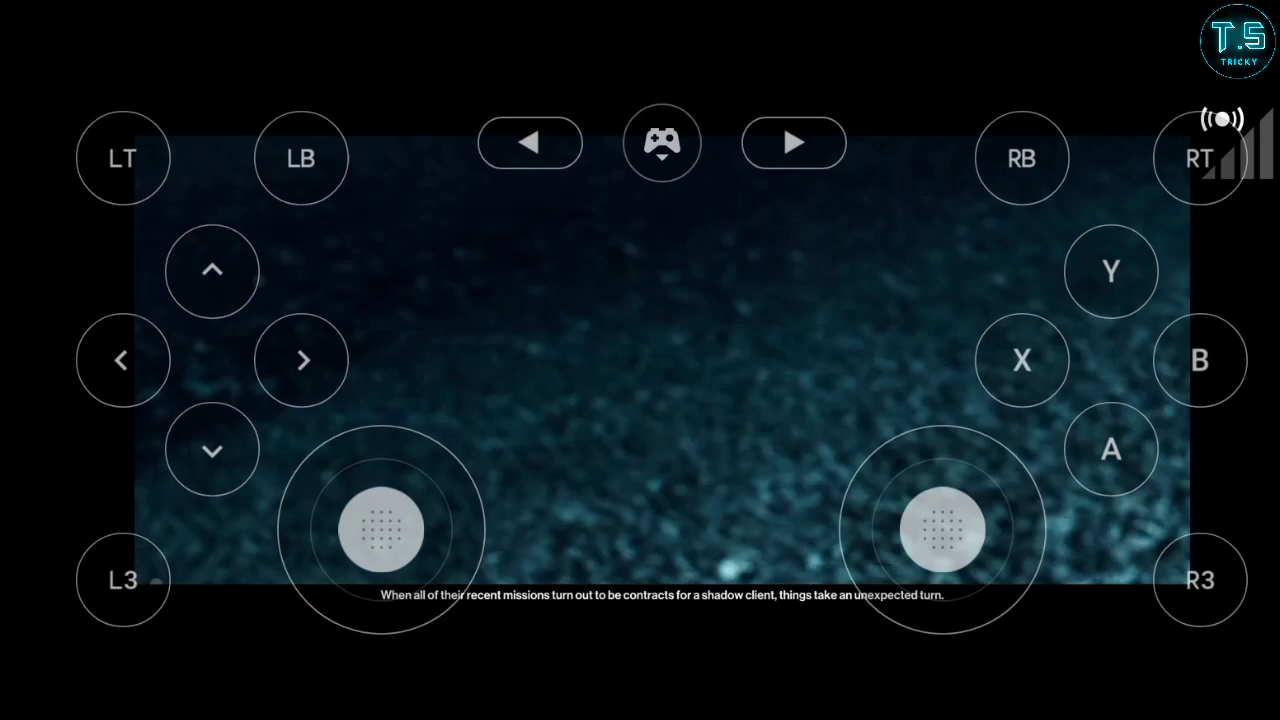 T.S
TRICKY
LT
LB
RB
RT
Y
X
B
A
L3
R3
When all of their recent missions turn out to be contracts for a shadow client, things take an unexpected turn.